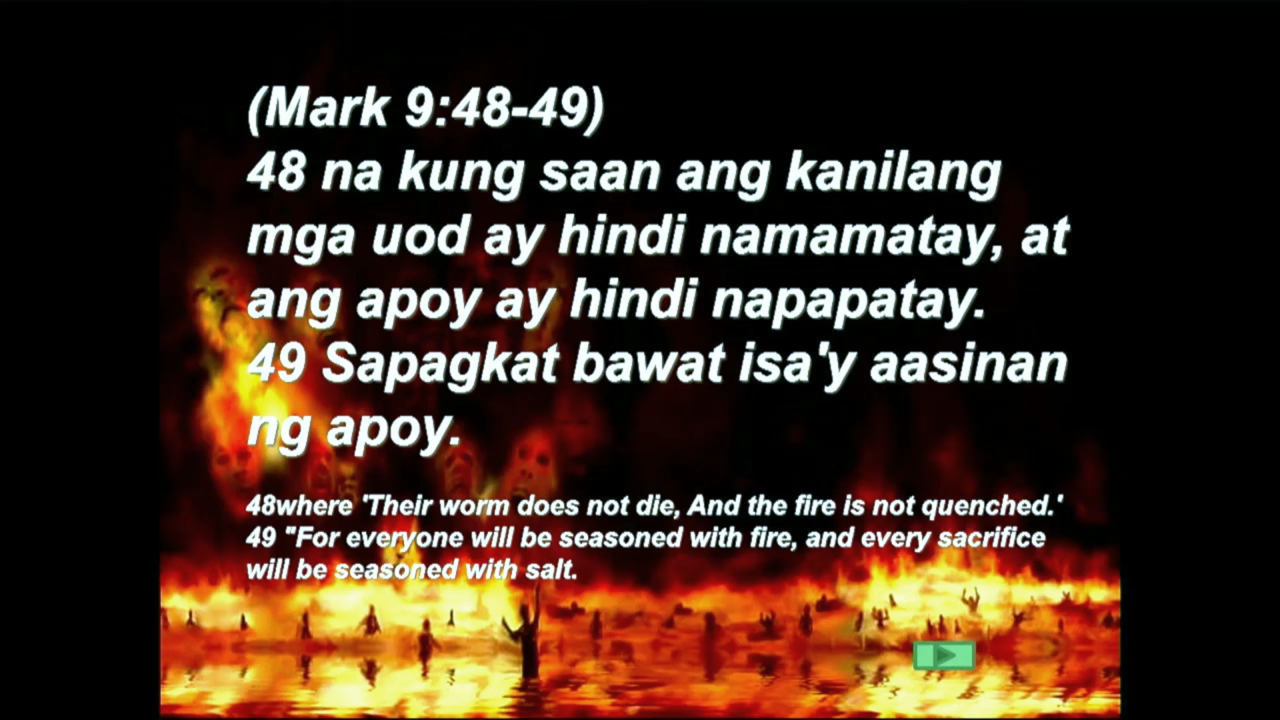 (Mark 9:48-49)
48 na kung saan ang kanilang
mga uod ay hindi namamatay, at
ang apoy ay hindi napapatay.
49 Sapagkat bawat isa'y aasinan
ng apoy.
48where 'Their worm does not die, And the fire is not quenched.'
49 "For everyone will be seasoned with fire, and every sacrifice
will be seasoned with salt.